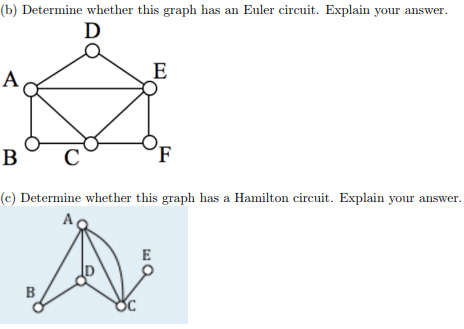 (b) Determine whether this graph has an Euler circuit. Explain your answer.
D
A E
B C F
(c) Determine whether this graph has a Hamilton circuit. Explain your answer.
A
E
D
B
C